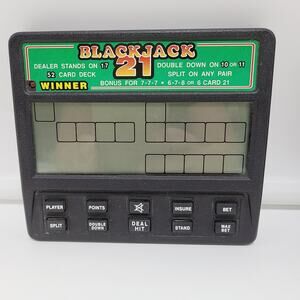 BLACKJACK
21
DEALER STANDS ON 17
DOUBLE DOWN ON 10 OR 11
52 CARD DECK
SPLIT ON ANY PAIR
WINNER
BONUS FOR 7-7-7 • 6-7-8 OR 6 CARD 21
PLAYER
POINTS
INSURE
BET
SPLIT
DOUBLE DOWN
DEAL HIT
STAND
MAX BET